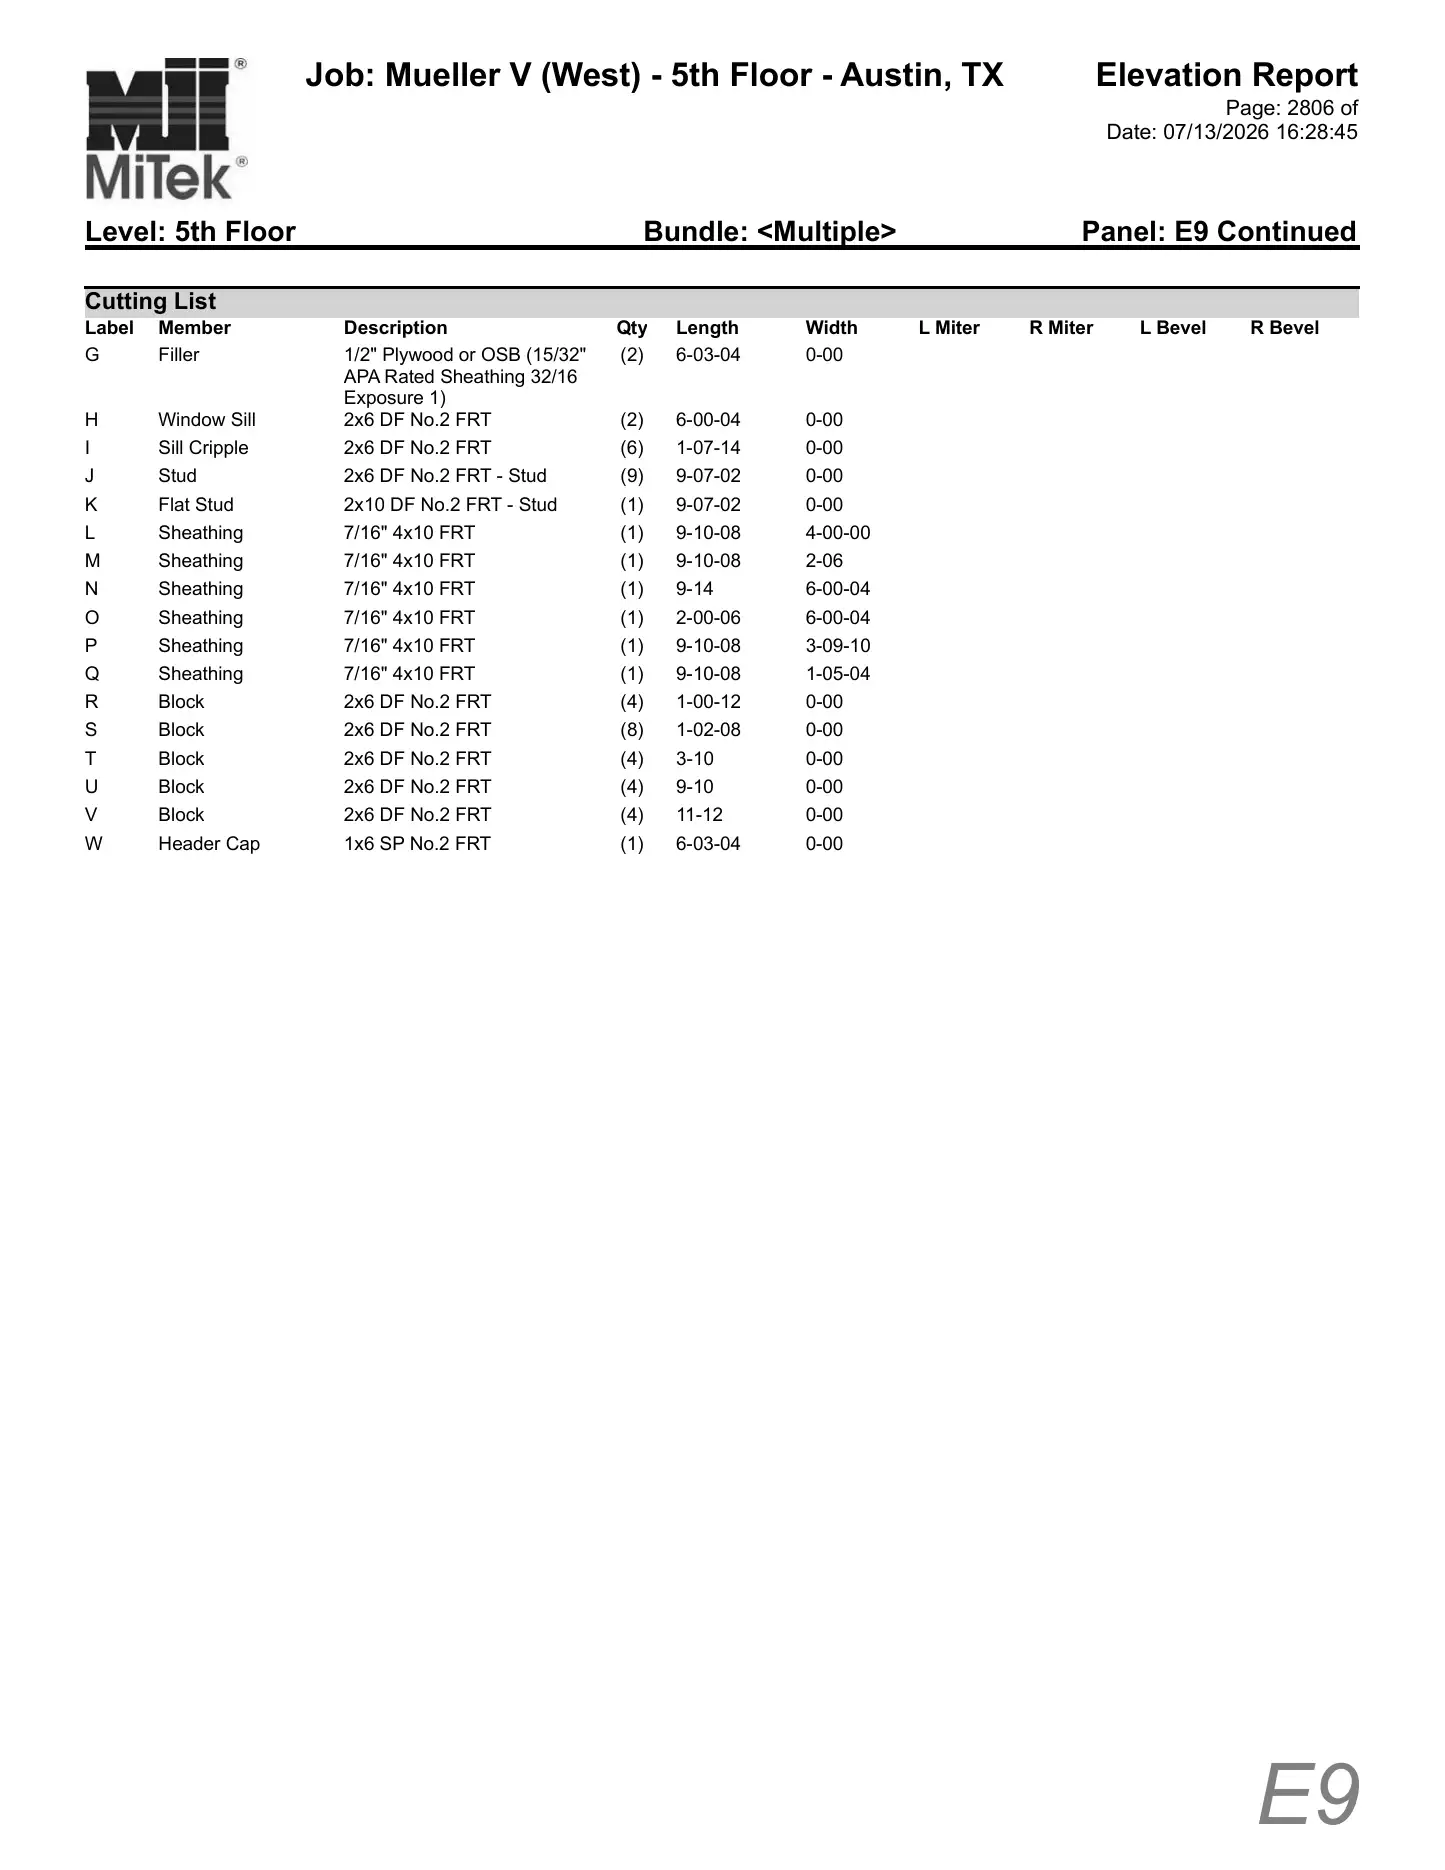 MiTek®
Job: Mueller V (West) - 5th Floor - Austin, TX
Elevation Report
Page: 2806 of
Date: 07/13/2026 16:28:45
Level: 5th Floor Bundle: <Multiple> Panel: E9 Continued
Cutting List
Label Member Description Qty Length Width L Miter R Miter L Bevel R Bevel
G Filler 1/2" Plywood or OSB (15/32" (2) 6-03-04 0-00
APA Rated Sheathing 32/16
Exposure 1)
H Window Sill 2x6 DF No.2 FRT (2) 6-00-04 0-00
I Sill Cripple 2x6 DF No.2 FRT (6) 1-07-14 0-00
J Stud 2x6 DF No.2 FRT - Stud (9) 9-07-02 0-00
K Flat Stud 2x10 DF No.2 FRT - Stud (1) 9-07-02 0-00
L Sheathing 7/16" 4x10 FRT (1) 9-10-08 4-00-00
M Sheathing 7/16" 4x10 FRT (1) 9-10-08 2-06
N Sheathing 7/16" 4x10 FRT (1) 9-14 6-00-04
O Sheathing 7/16" 4x10 FRT (1) 2-00-06 6-00-04
P Sheathing 7/16" 4x10 FRT (1) 9-10-08 3-09-10
Q Sheathing 7/16" 4x10 FRT (1) 9-10-08 1-05-04
R Block 2x6 DF No.2 FRT (4) 1-00-12 0-00
S Block 2x6 DF No.2 FRT (8) 1-02-08 0-00
T Block 2x6 DF No.2 FRT (4) 3-10 0-00
U Block 2x6 DF No.2 FRT (4) 9-10 0-00
V Block 2x6 DF No.2 FRT (4) 11-12 0-00
W Header Cap 1x6 SP No.2 FRT (1) 6-03-04 0-00
E9